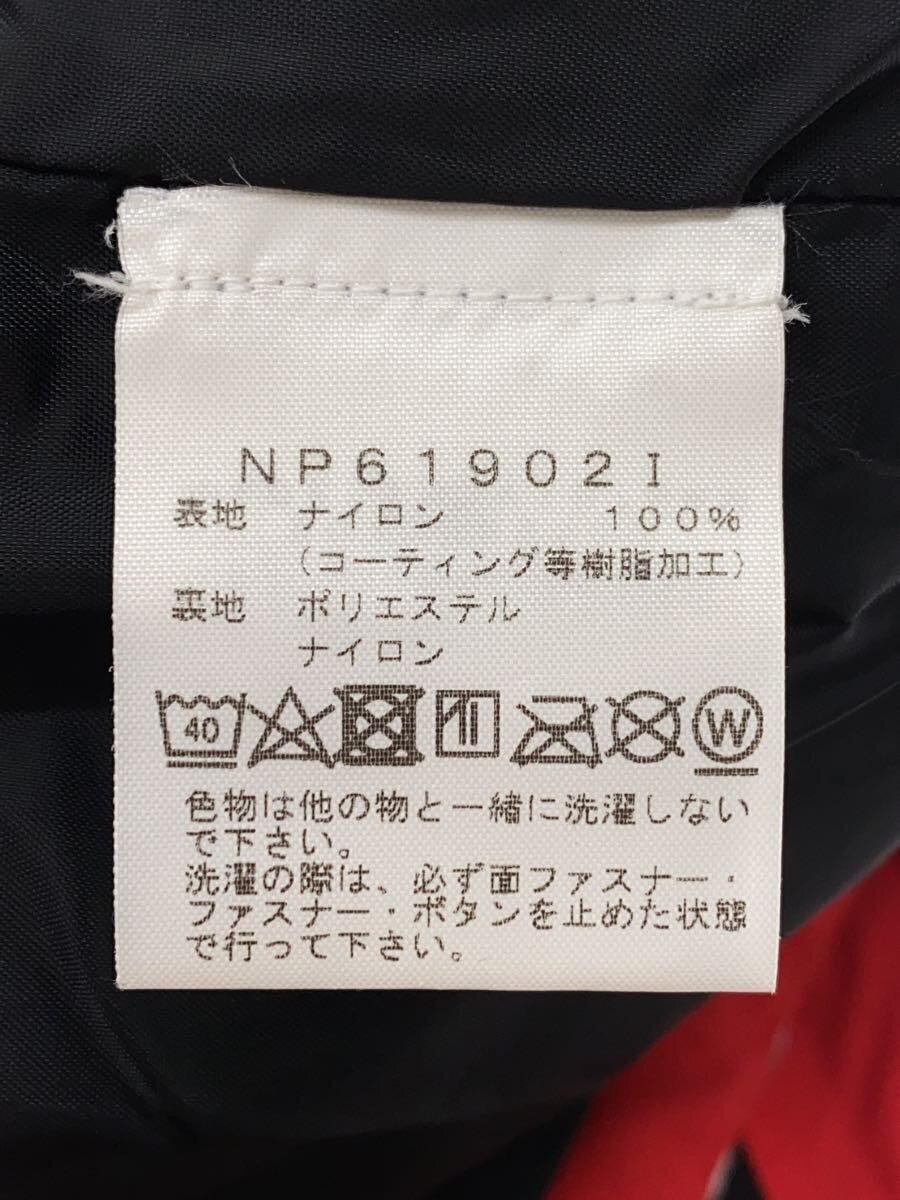 NP61902I
表地 ナイロン 100%
(コーティング等樹脂加工)
裏地 ポリエステル
ナイロン
40 W
色物は他の物と一緒に洗濯しない
で下さい。
洗濯の際は、必ず面ファスナー・
ファスナー・ボタンを止めた状態
で行って下さい。